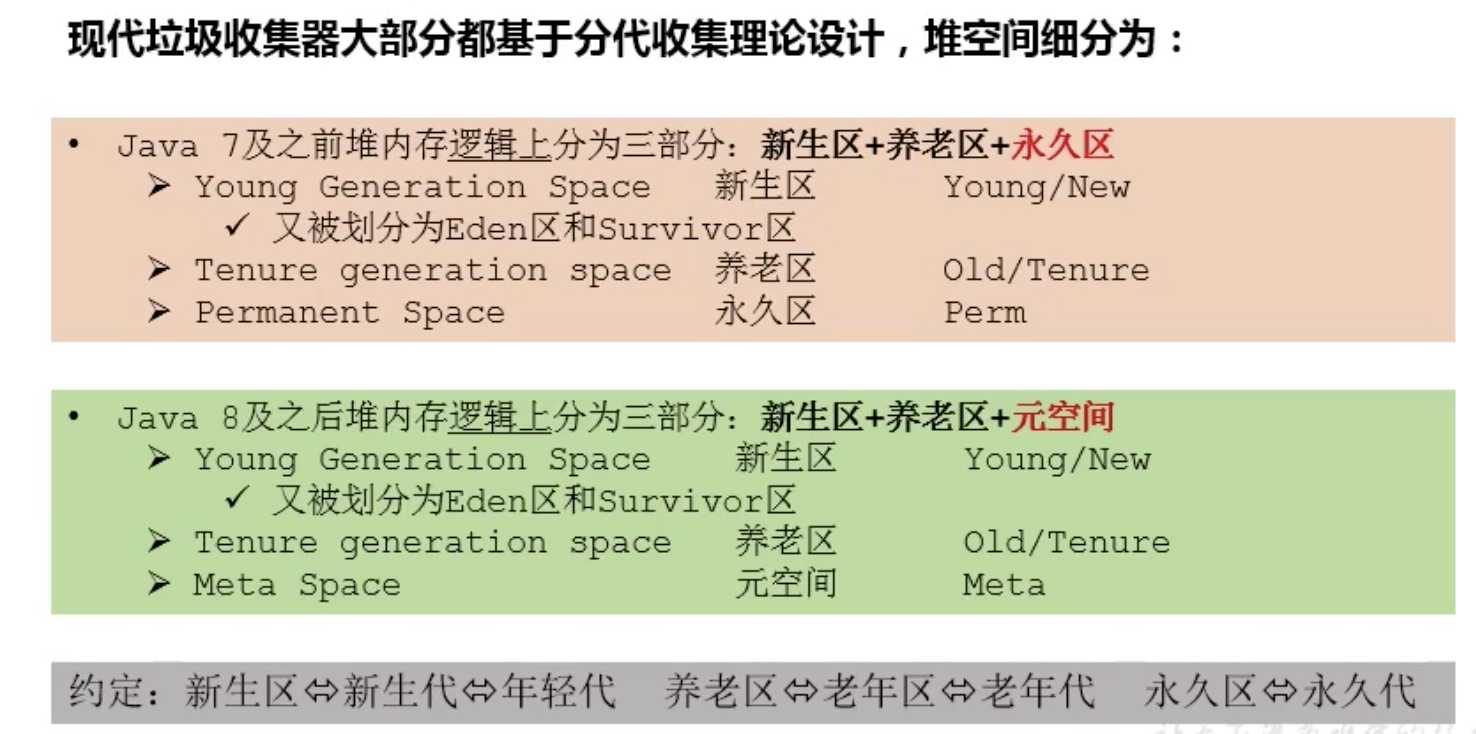 现代垃圾收集器大部分都基于分代收集理论设计，堆空间细分为：
• Java 7及之前堆内存逻辑上分为三部分：新生区+养老区+永久区
➢ Young Generation Space 新生区 Young/New
✓ 又被划分为Eden区和Survivor区
➢ Tenure generation space 养老区 Old/Tenure
➢ Permanent Space 永久区 Perm
• Java 8及之后堆内存逻辑上分为三部分：新生区+养老区+元空间
➢ Young Generation Space 新生区 Young/New
✓ 又被划分为Eden区和Survivor区
➢ Tenure generation space 养老区 Old/Tenure
➢ Meta Space 元空间 Meta
约定：新生区⇔新生代⇔年轻代 养老区⇔老年区⇔老年代 永久区⇔永久代